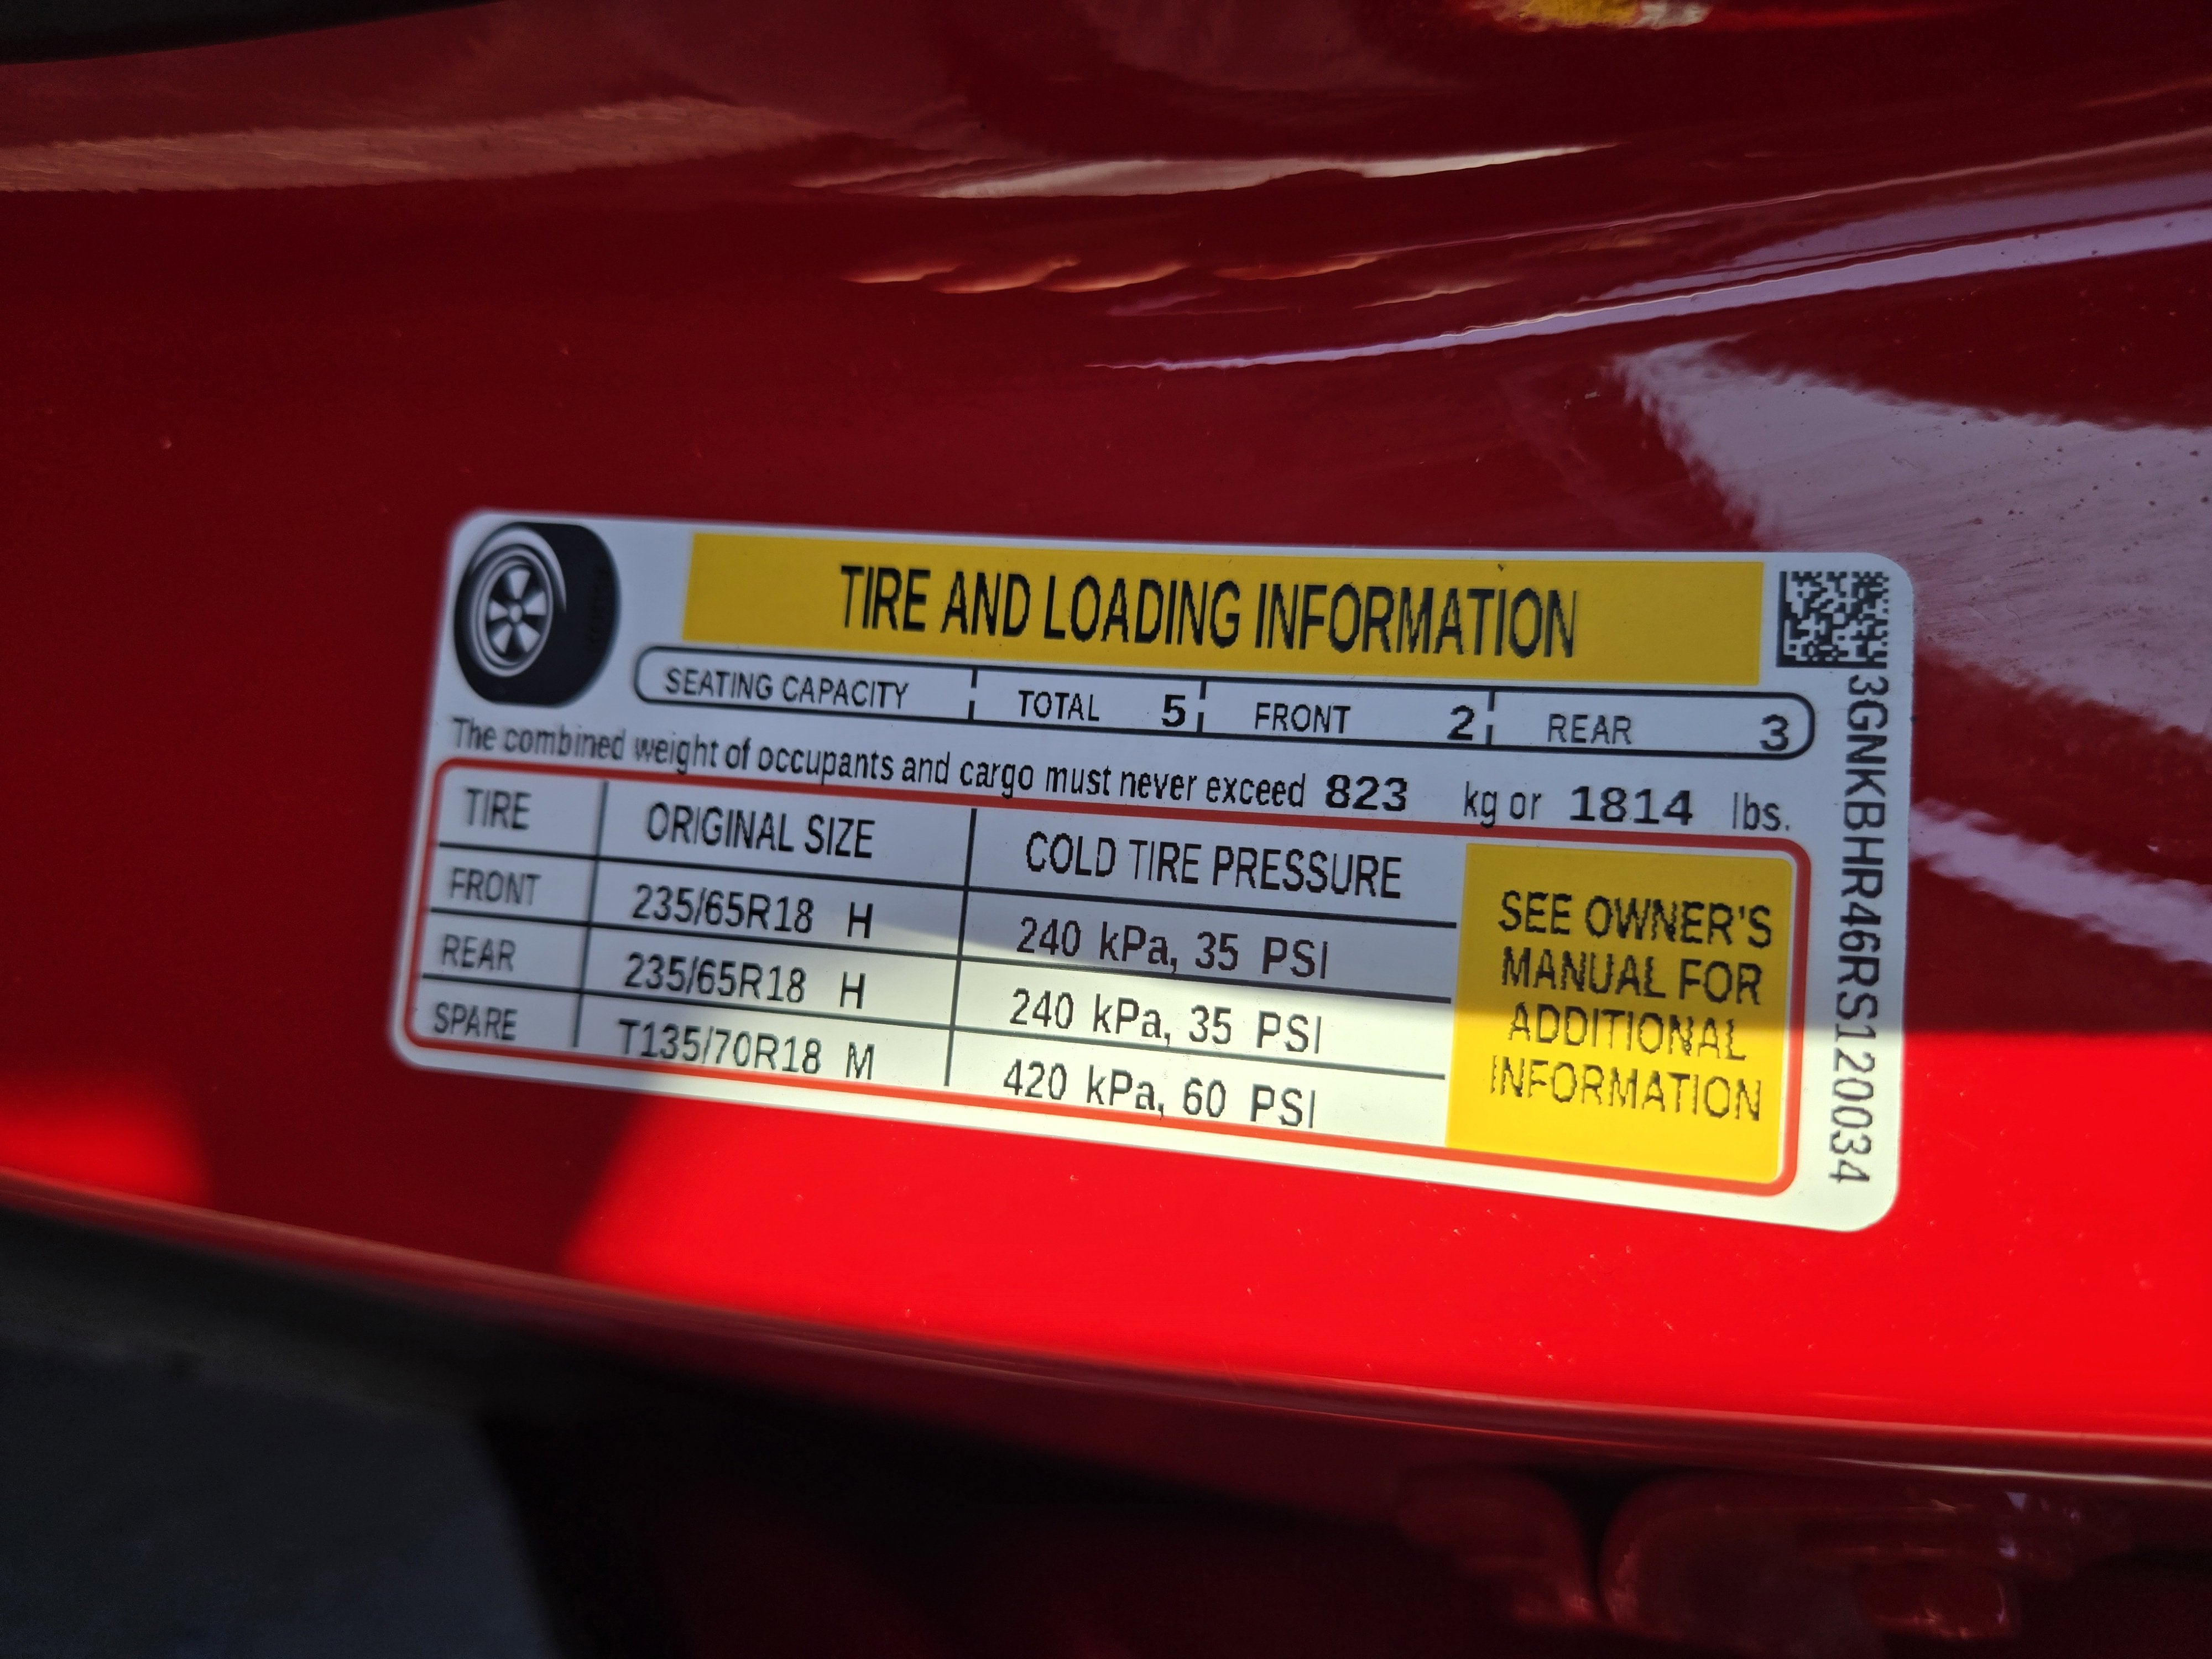 TIRE AND LOADING INFORMATION
SEATING CAPACITY TOTAL 5 FRONT 2 REAR 3
The combined weight of occupants and cargo must never exceed 823 kg or 1814 lbs.
TIRE ORIGINAL SIZE COLD TIRE PRESSURE
FRONT 235/65R18 H 240 kPa, 35 PSI
REAR 235/65R18 H 240 kPa, 35 PSI
SPARE T135/70R18 M 420 kPa, 60 PSI
SEE OWNER'S
MANUAL FOR
ADDITIONAL
INFORMATION
3GNKBHR46RS120034